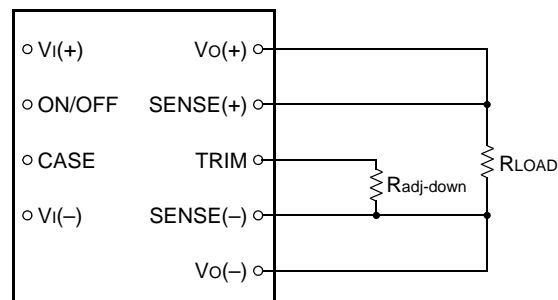 VI(+)
VO(+)
ON/OFF
SENSE(+)
CASE
TRIM
RLOAD
Radj-down
VI(–)
SENSE(–)
VO(–)